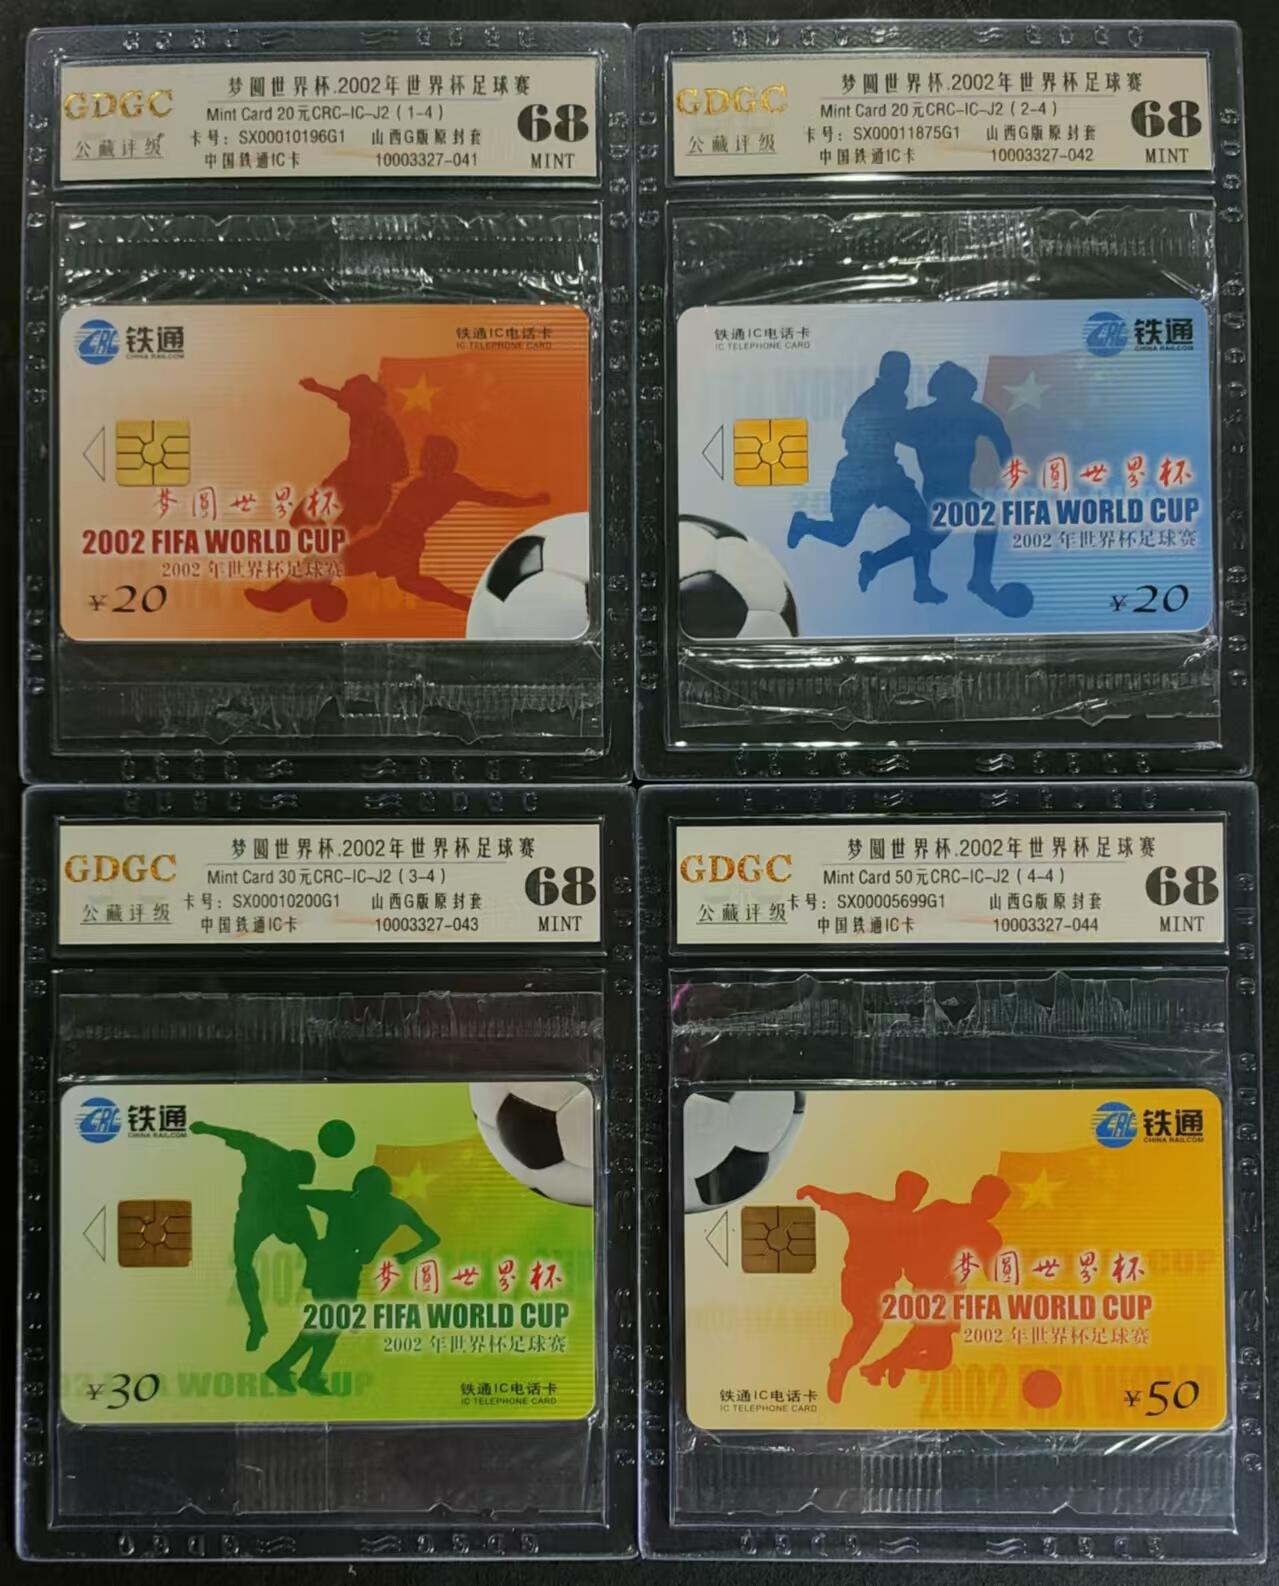 GDGC
公藏评级
梦圆世界杯.2002年世界杯足球赛
Mint Card 20元CRC-IC-J2（1-4）
卡号：SX00010196G1 山西G版原封套
中国铁通IC卡 10003327-041
68
MINT
CRC 铁通
CHINA RAILCOM
铁通IC电话卡
IC TELEPHONE CARD
梦圆世界杯
2002 FIFA WORLD CUP
2002 年世界杯足球赛
¥20
GDGC
公藏评级
梦圆世界杯.2002年世界杯足球赛
Mint Card 20元CRC-IC-J2（2-4）
卡号：SX00011875G1 山西G版原封套
中国铁通IC卡 10003327-042
68
MINT
铁通IC电话卡
IC TELEPHONE CARD
CRC 铁通
CHINA RAILCOM
梦圆世界杯
2002 FIFA WORLD CUP
2002 年世界杯足球赛
¥20
GDGC
公藏评级
梦圆世界杯.2002年世界杯足球赛
Mint Card 30元CRC-IC-J2（3-4）
卡号：SX00010200G1 山西G版原封套
中国铁通IC卡 10003327-043
68
MINT
CRC 铁通
CHINA RAILCOM
梦圆世界杯
2002 FIFA WORLD CUP
2002 年世界杯足球赛
¥30
铁通IC电话卡
IC TELEPHONE CARD
GDGC
公藏评级
梦圆世界杯.2002年世界杯足球赛
Mint Card 50元CRC-IC-J2（4-4）
卡号：SX00005699G1 山西G版原封套
中国铁通IC卡 10003327-044
68
MINT
CRC 铁通
CHINA RAILCOM
梦圆世界杯
2002 FIFA WORLD CUP
2002 年世界杯足球赛
铁通IC电话卡
IC TELEPHONE CARD
¥50